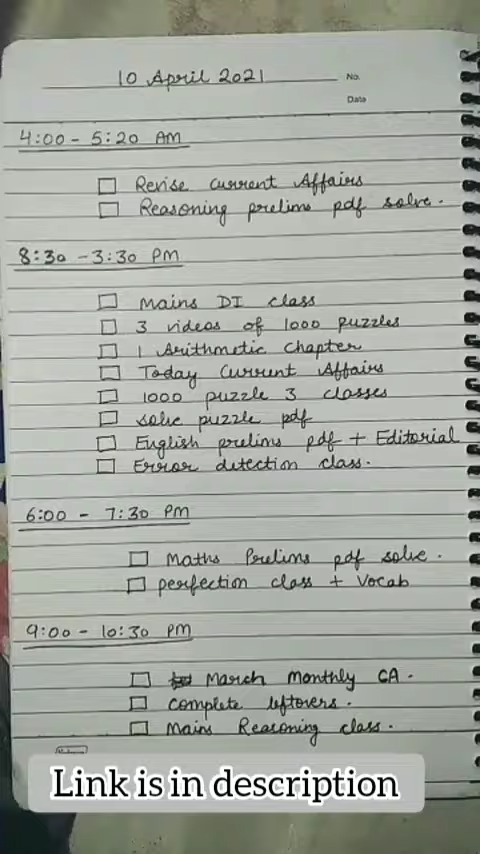 10 April 2021
No.
Date
4:00 - 5:20 AM
Revise current Affairs
Reasoning prelims pdf solve.
8:30 - 3:30 PM
Mains DI class
3 videos of 1000 puzzles
1 Arithmetic Chapter
Today Current Affairs
1000 puzzle 3 classes
solve puzzle pdf
English prelims pdf + Editorial
Error detection class.
6:00 - 7:30 PM
Maths Prelims pdf solve.
perfection class + Vocab
9:00 - 10:30 PM
March Monthly CA.
complete leftovers.
Mains Reasoning class.
Link is in description